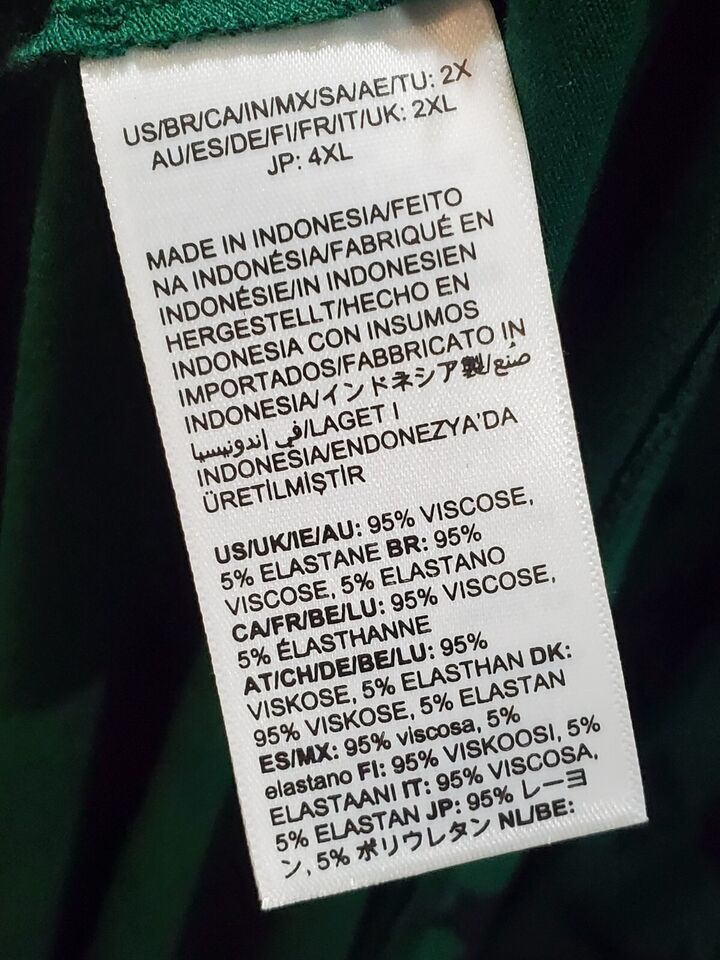 US/BR/CA/IN/MX/SA/AE/TU: 2X
AU/ES/DE/FI/FR/IT/UK: 2XL
JP: 4XL
MADE IN INDONESIA/FEITO
NA INDONÉSIA/FABRIQUÉ EN
INDONÉSIE/IN INDONESIEN
HERGESTELLT/HECHO EN
INDONESIA CON INSUMOS
IMPORTADOS/FABBRICATO IN
INDONESIA/インドネシア製/صُنع
في إندونيسيا/LAGET I
INDONESIA/ENDONEZYA'DA
ÜRETİLMİŞTİR
US/UK/IE/AU: 95% VISCOSE,
5% ELASTANE BR: 95%
VISCOSE, 5% ELASTANO
CA/FR/BE/LU: 95% VISCOSE,
5% ÉLASTHANNE
AT/CH/DE/BE/LU: 95%
VISKOSE, 5% ELASTHAN DK:
95% VISKOSE, 5% ELASTAN
ES/MX: 95% viscosa, 5%
elastano FI: 95% VISKOOSI, 5%
ELASTAANI IT: 95% VISCOSA,
5% ELASTAN JP: 95% レーヨ
ン, 5% ポリウレタン NL/BE: